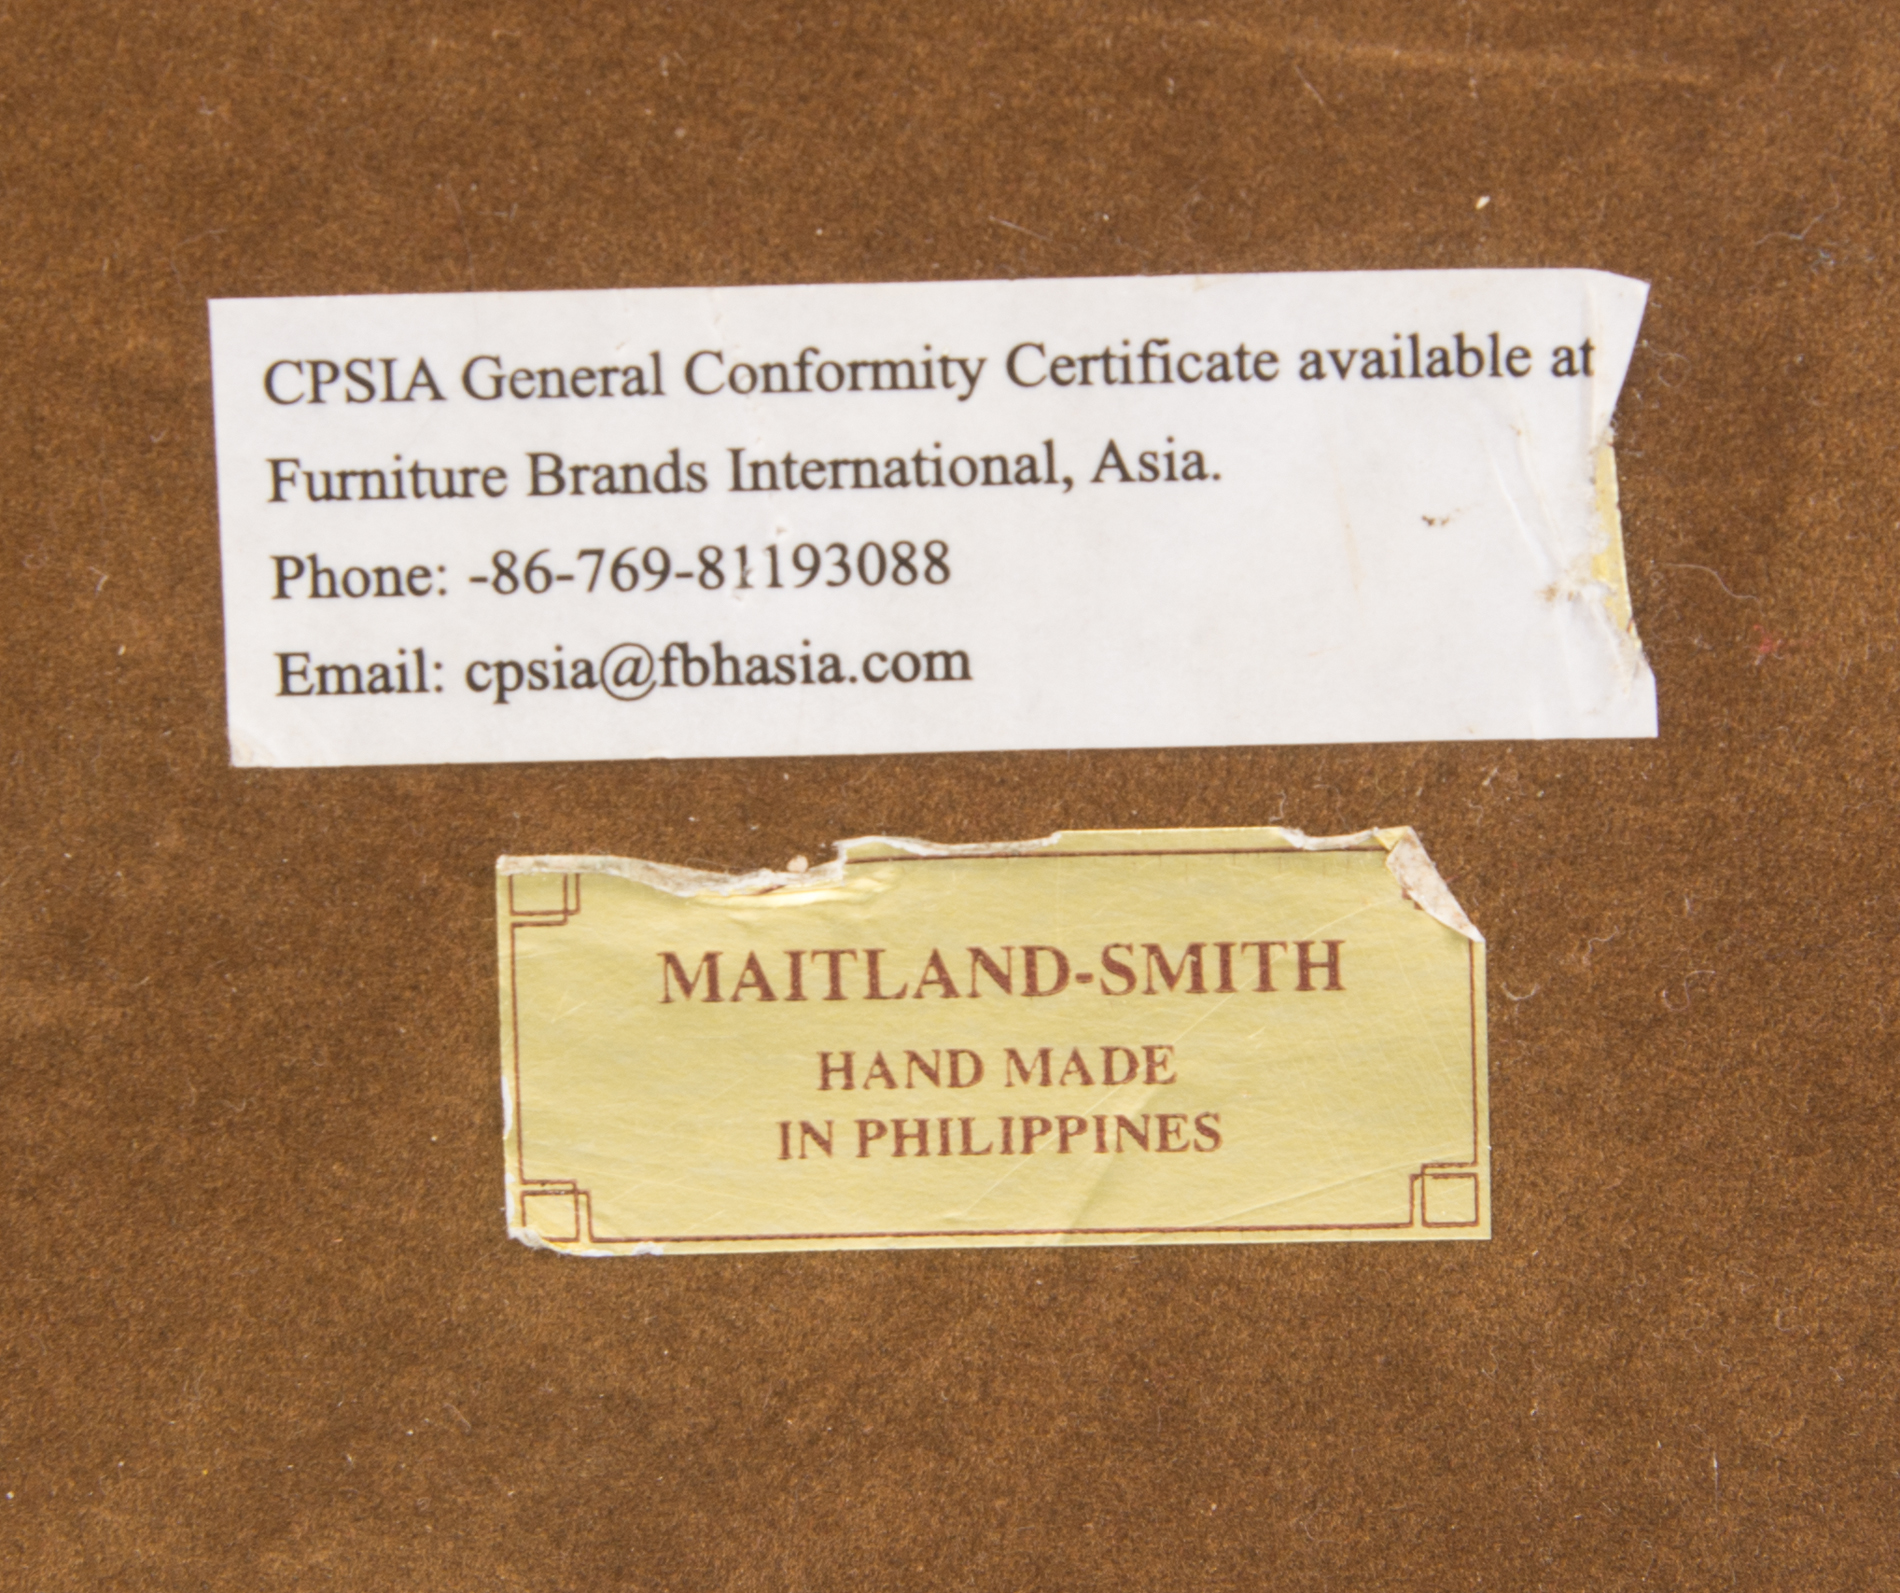 CPSIA General Conformity Certificate available at
Furniture Brands International, Asia.
Phone: -86-769-81193088
Email: cpsia@fbhasia.com
MAITLAND-SMITH
HAND MADE
IN PHILIPPINES